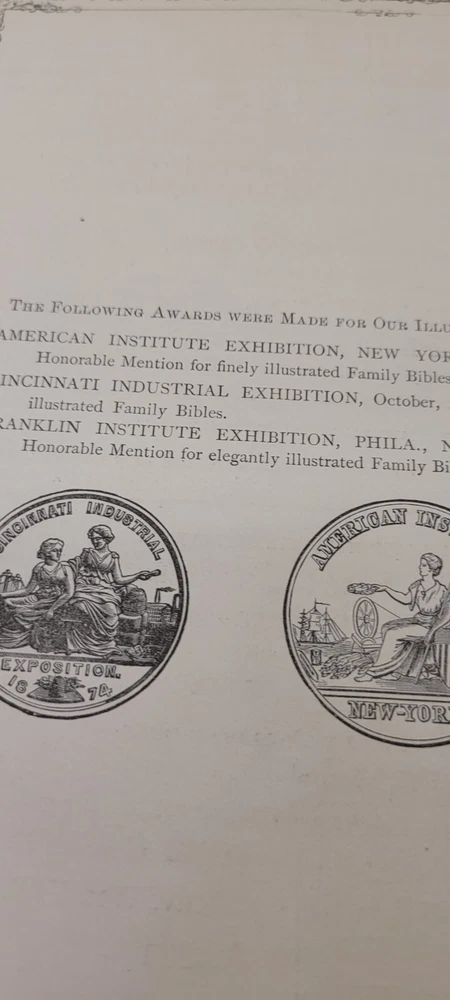 THE FOLLOWING AWARDS WERE MADE FOR OUR ILLU
AMERICAN INSTITUTE EXHIBITION, NEW YOR
Honorable Mention for finely illustrated Family Bibles
INCINNATI INDUSTRIAL EXHIBITION, October,
illustrated Family Bibles.
RANKLIN INSTITUTE EXHIBITION, PHILA., N
Honorable Mention for elegantly illustrated Family Bi
CINCINNATI INDUSTRIAL
EXPOSITION.
1874
AMERICAN INS
NEW-YOR